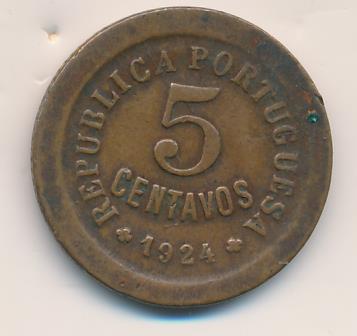 REPUBLICA PORTUGUESA
5
CENTAVOS
* 1924 *